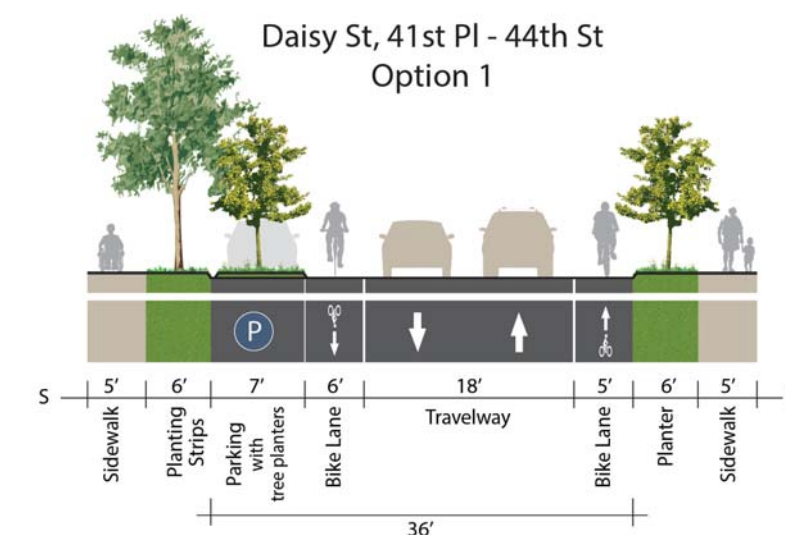 Daisy St, 41st Pl - 44th St
Option 1
P
S
5’ 6’ 7’ 6’ 18’ 5’ 6’ 5’
Sidewalk
Planting
Strips
Parking
with
tree planters
Bike Lane
Travelway
Bike Lane
Planter
Sidewalk
36’